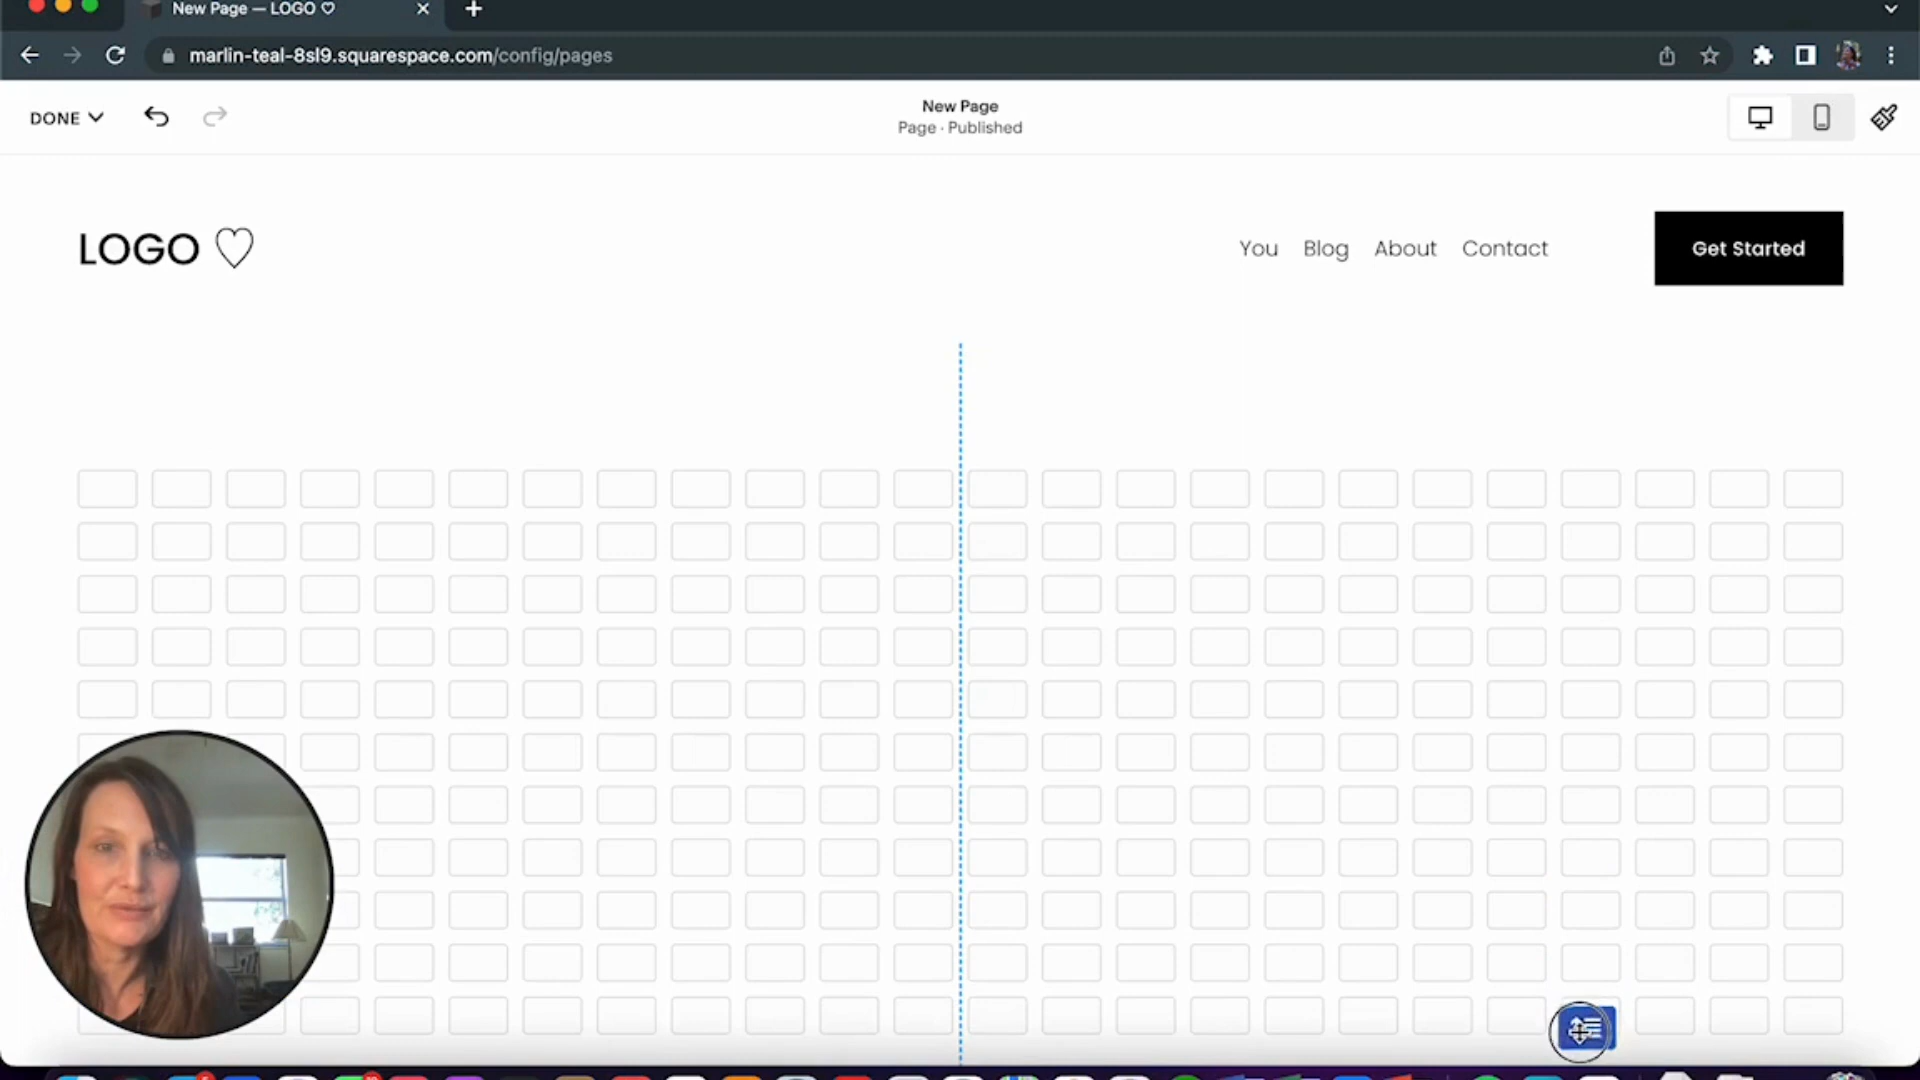 New Page — LOGO ♡
marlin-teal-8sl9.squarespace.com/config/pages
DONE
New Page
Page · Published
LOGO ♡
You Blog About Contact
Get Started